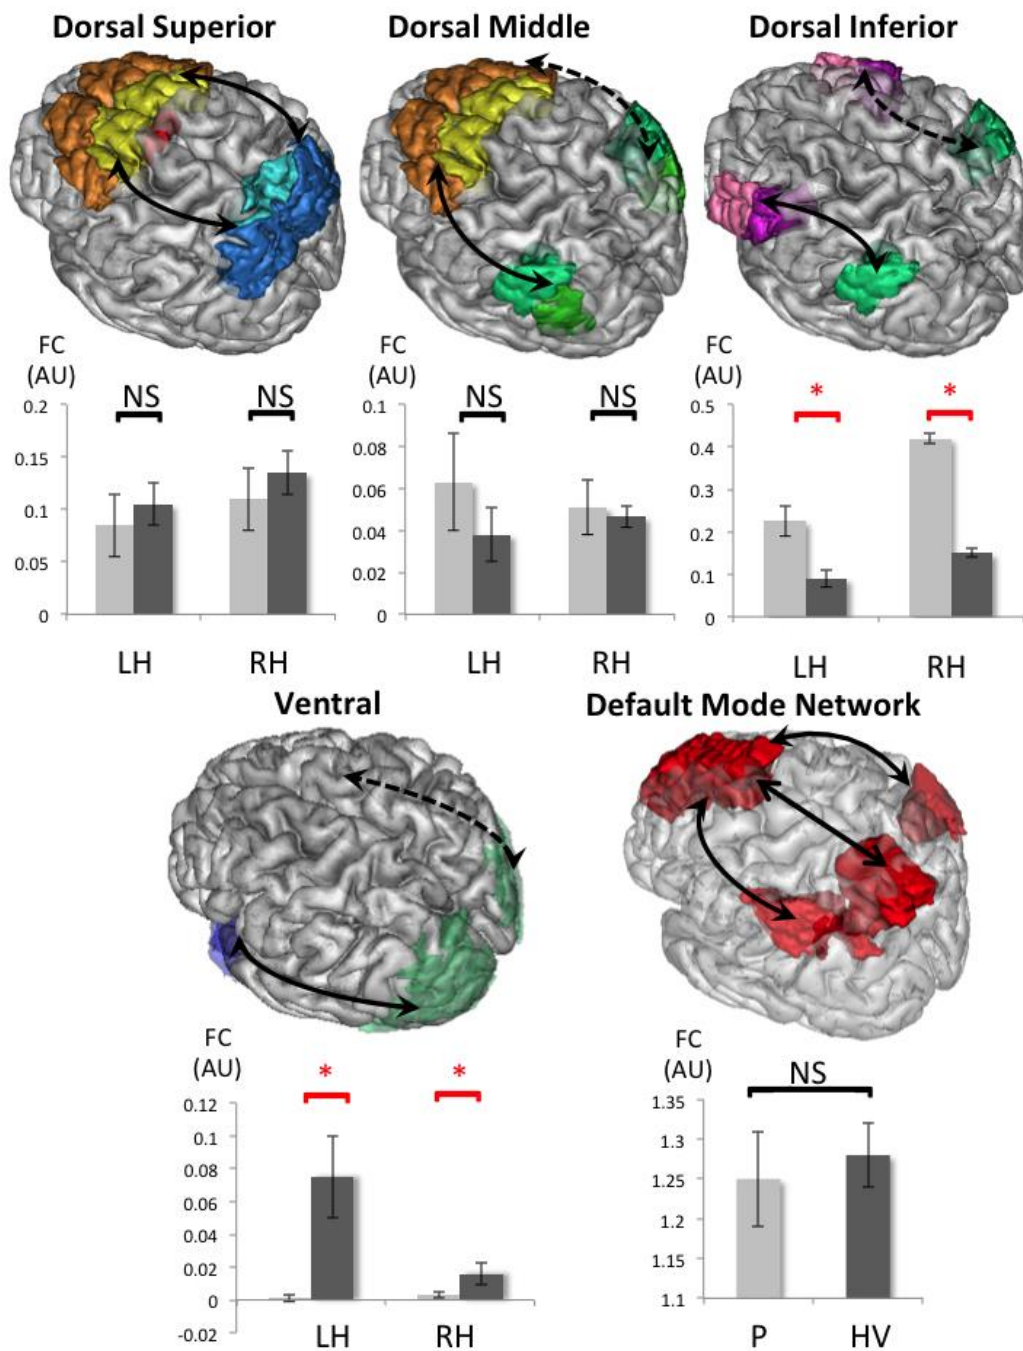 Dorsal Superior Dorsal Middle Dorsal Inferior
FC FC FC
(AU) (AU) (AU)
NS NS NS NS * *
0.2 0.1 0.5
0.15 0.08 0.4
0.1 0.06 0.3
0.05 0.04 0.2
0 0.02 0.1
0 0
LH RH LH RH LH RH
Ventral Default Mode Network
FC FC
(AU) (AU)
* * NS
0.12 1.35
0.1 1.3
0.08 1.25
0.06 1.2
0.04 1.15
0.02 1.1
0
-0.02
LH RH P HV